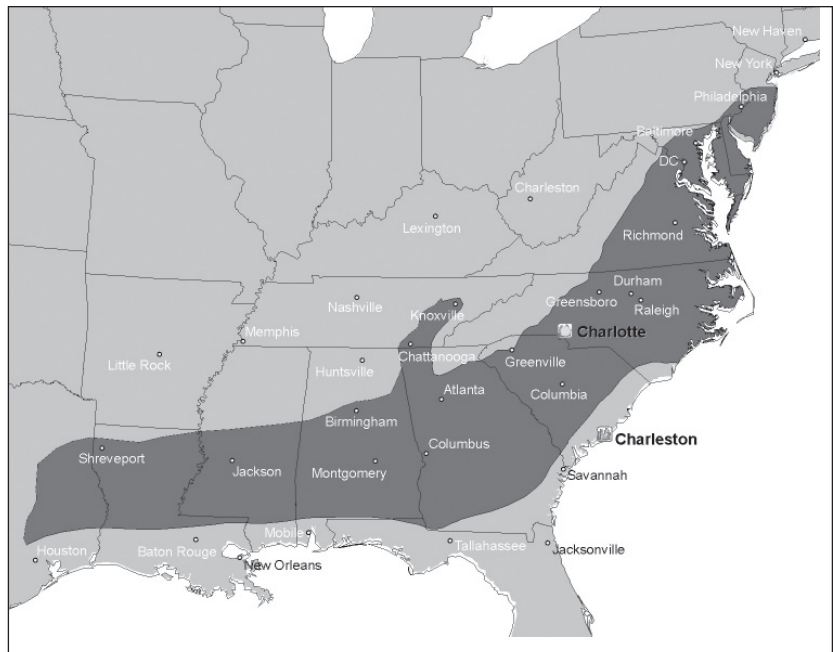 New Haven
New York
Philadelphia
Baltimore
DC
Charleston
Lexington
Richmond
Nashville
Knoxville
Greensboro
Durham
Raleigh
Memphis
Charlotte
Little Rock
Huntsville
Chattanooga
Greenville
Atlanta
Columbia
Birmingham
Charleston
Shreveport
Jackson
Montgomery
Columbus
Savannah
Mobile
Houston
Baton Rouge
New Orleans
Tallahassee
Jacksonville